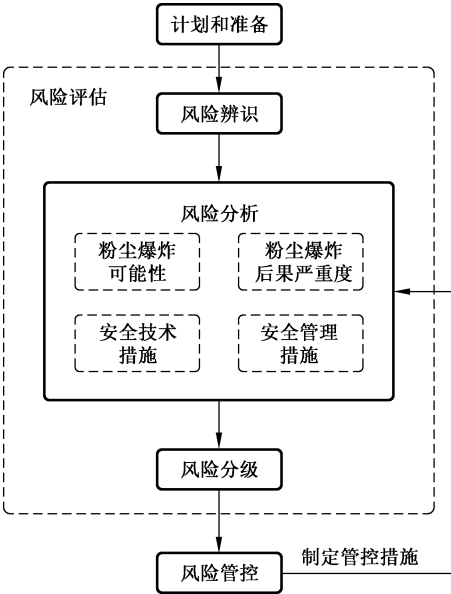 计划和准备
风险评估
风险辨识
风险分析
粉尘爆炸
可能性
粉尘爆炸
后果严重度
安全技术
措施
安全管理
措施
风险分级
风险管控
制定管控措施